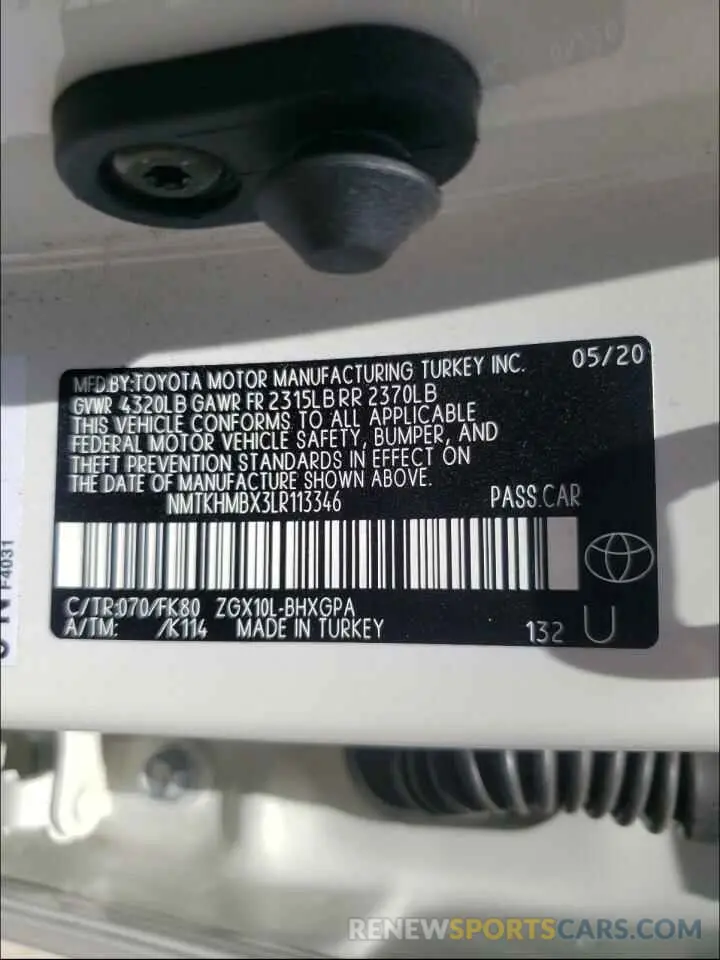 MFD.BY:TOYOTA MOTOR MANUFACTURING TURKEY INC. 05/20
GVWR 4320LB GAWR FR 2315LB RR 2370LB
THIS VEHICLE CONFORMS TO ALL APPLICABLE
FEDERAL MOTOR VEHICLE SAFETY, BUMPER, AND
THEFT PREVENTION STANDARDS IN EFFECT ON
THE DATE OF MANUFACTURE SHOWN ABOVE.
NMTKHMBX3LR113346 PASS.CAR
C/TR:070/FK80 ZGX10L-BHXGPA
A/TM: /K114 MADE IN TURKEY 132 U
F4031
RENEWSPORTSCARS.COM